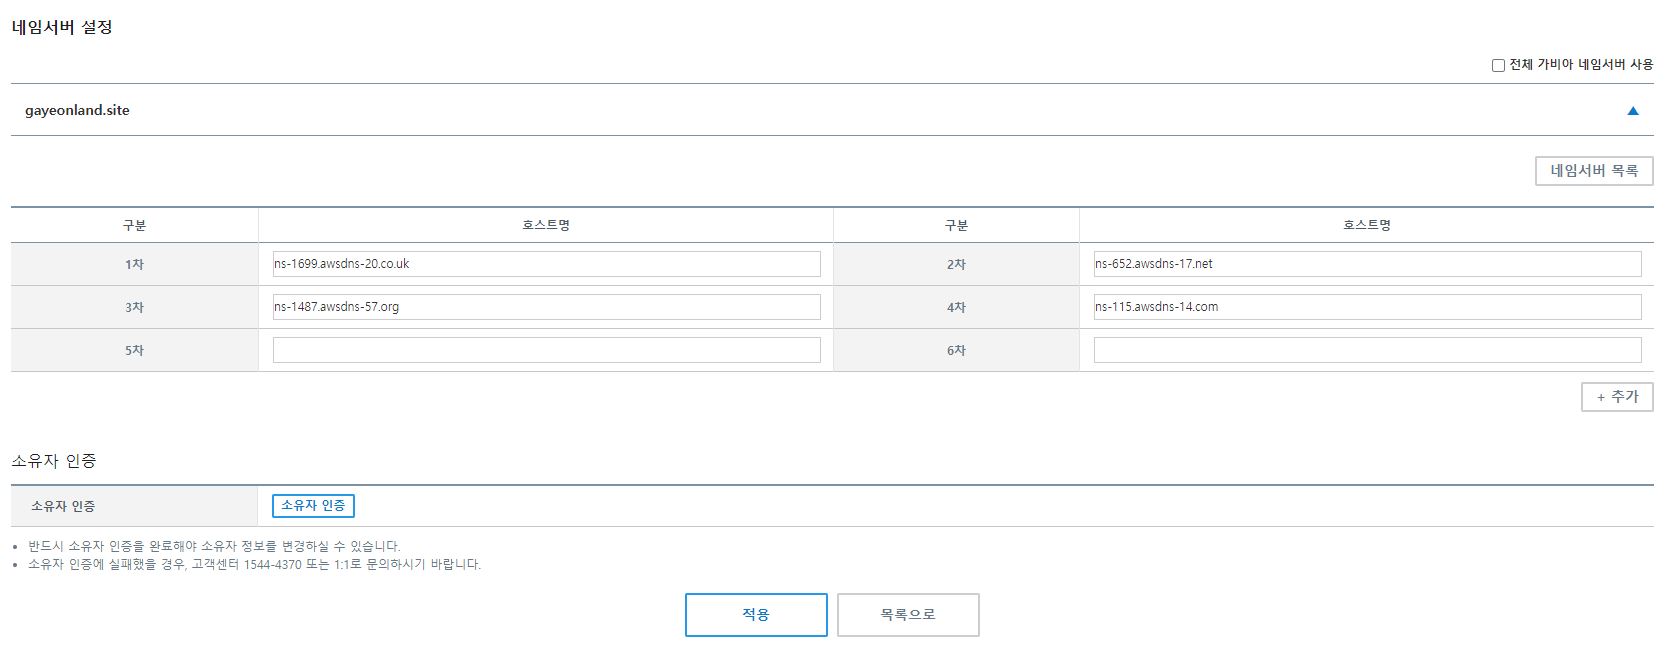 네임서버 설정
전체 가비아 네임서버 사용
gayeonland.site
네임서버 목록
구분 호스트명 구분 호스트명
1차 ns-1699.awsdns-20.co.uk 2차 ns-652.awsdns-17.net
3차 ns-1487.awsdns-57.org 4차 ns-115.awsdns-14.com
5차 6차
+ 추가
소유자 인증
소유자 인증 소유자 인증
• 반드시 소유자 인증을 완료해야 소유자 정보를 변경하실 수 있습니다.
• 소유자 인증에 실패했을 경우, 고객센터 1544-4370 또는 1:1로 문의하시기 바랍니다.
적용 목록으로